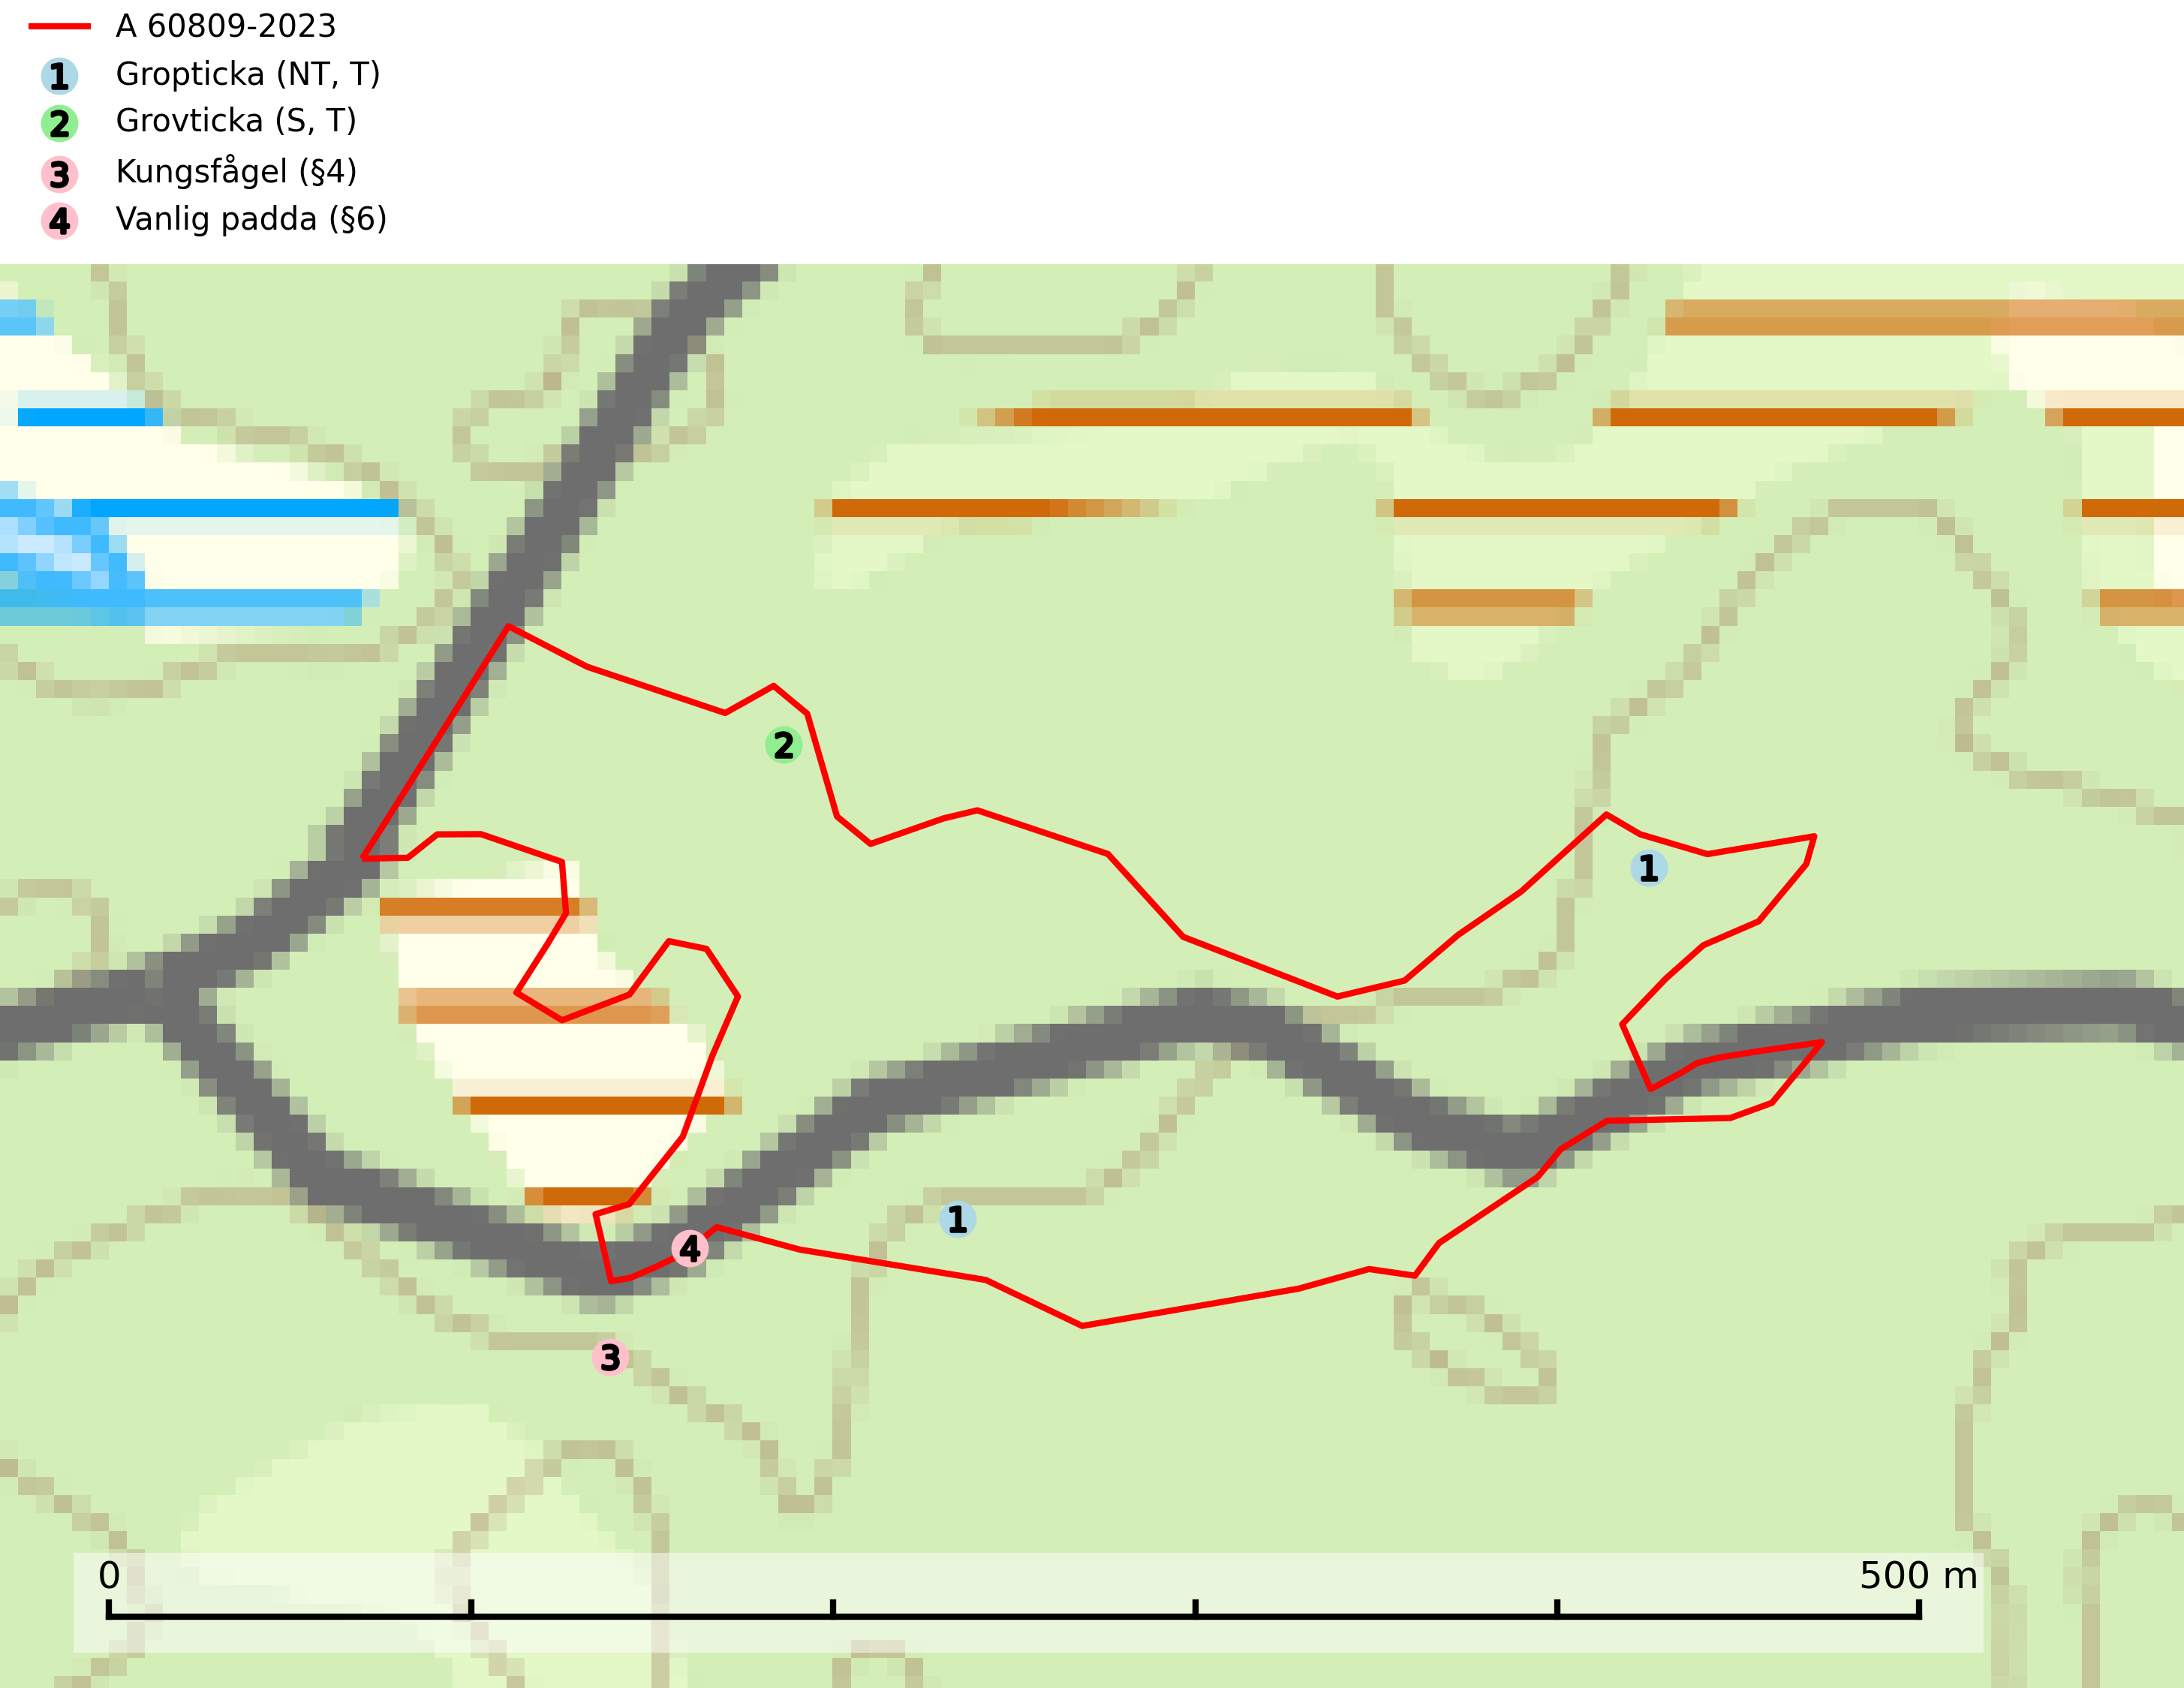 A 60809-2023
1 Gropticka (NT, T)
2 Grovticka (S, T)
3 Kungsfågel (§4)
4 Vanlig padda (§6)
2
1
1
4
3
0 500 m